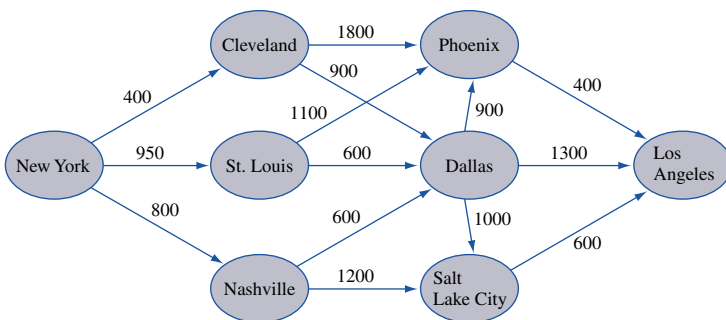 Cleveland
1800
Phoenix
400
900
1100
400
900
New York
950
St. Louis
600
Dallas
1300
Los
Angeles
800
600
1000
600
Nashville
1200
Salt
Lake City